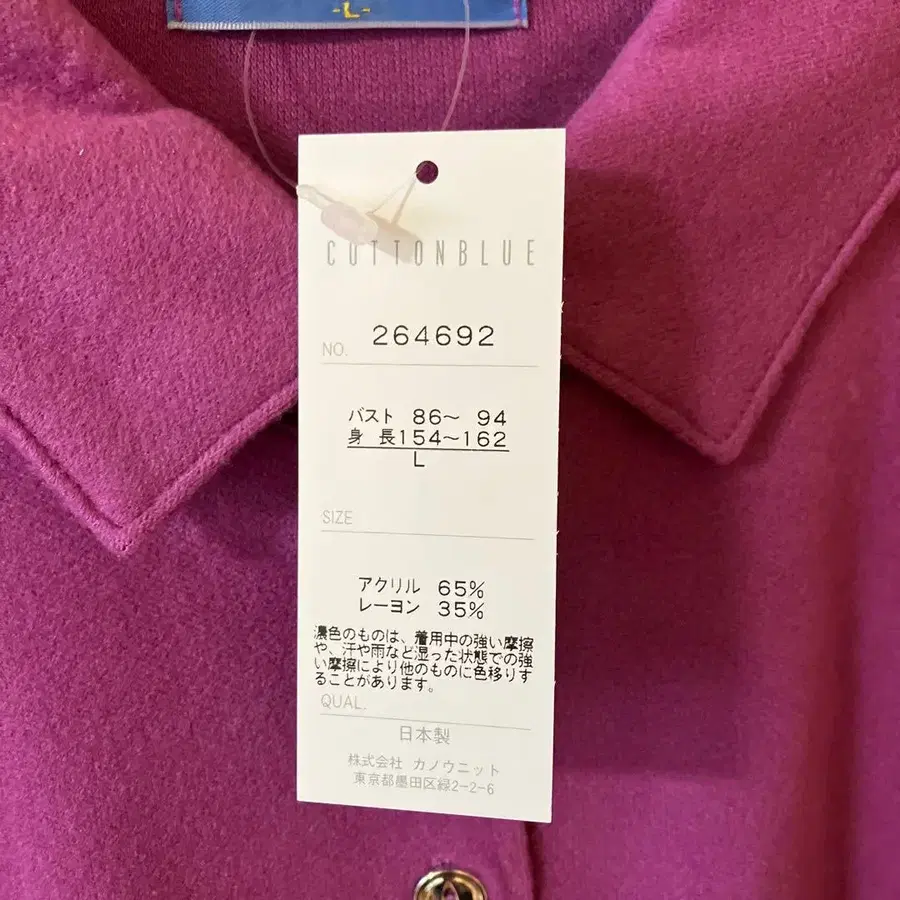 -L-
COTTONBLUE
NO. 264692
バスト 86～ 94
身 長154～162
L
SIZE
アクリル 65%
レーヨン 35%
濃色のものは、着用中の強い摩擦
や、汗や雨など湿った状態での強
い摩擦により他のものに色移りす
ることがあります。
QUAL.
日本製
株式会社 カノウニット
東京都墨田区緑2-2-6